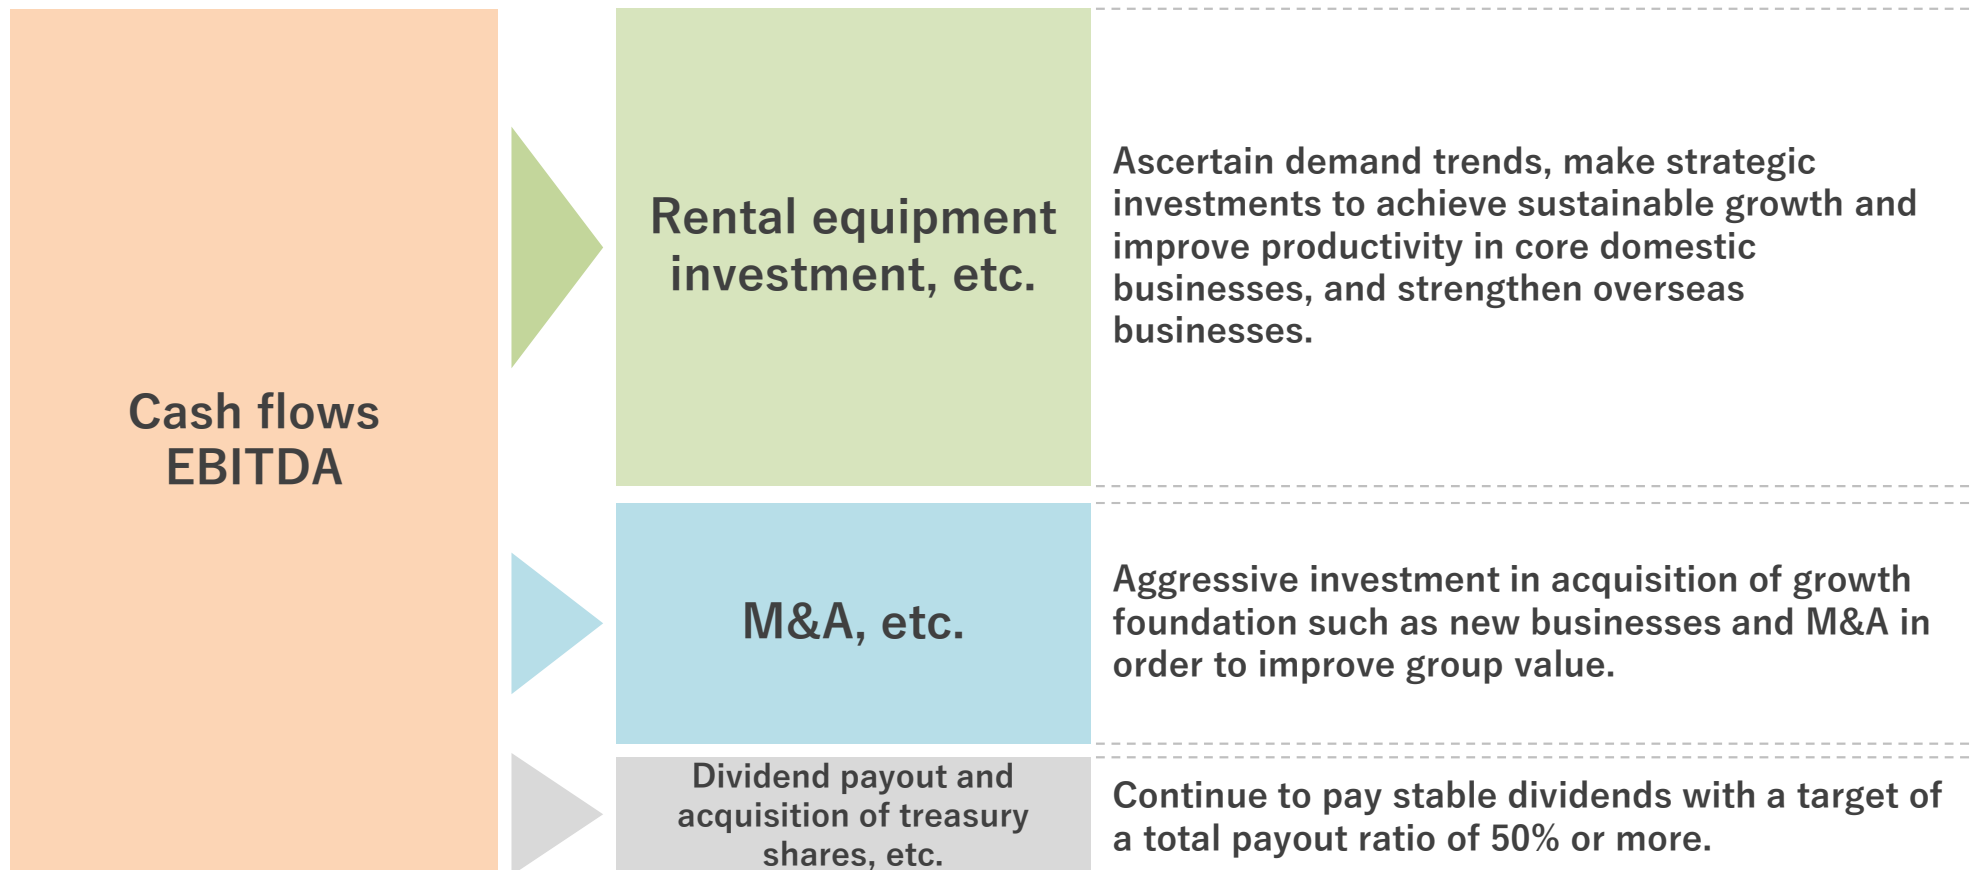 Cash flows
EBITDA
Rental equipment
investment, etc.
Ascertain demand trends, make strategic
investments to achieve sustainable growth and
improve productivity in core domestic
businesses, and strengthen overseas
businesses.
M&A, etc.
Aggressive investment in acquisition of growth
foundation such as new businesses and M&A in
order to improve group value.
Dividend payout and
acquisition of treasury
shares, etc.
Continue to pay stable dividends with a target of
a total payout ratio of 50% or more.